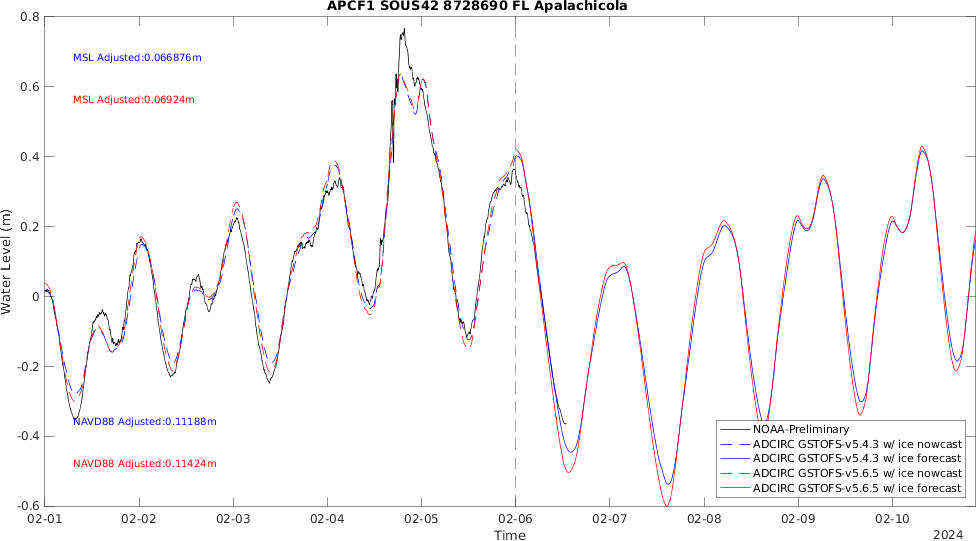 APCF1 SOUS42 8728690 FL Apalachicola
0.8
MSL Adjusted:0.066876m
0.6
MSL Adjusted:0.06924m
0.4
0.2
Water Level (m)
0
-0.2
NAVD88 Adjusted:0.11188m
-0.4
NAVD88 Adjusted:0.11424m
-0.6
NOAA-Preliminary
ADCIRC GSTOFS-v5.4.3 w/ ice nowcast
ADCIRC GSTOFS-v5.4.3 w/ ice forecast
ADCIRC GSTOFS-v5.6.5 w/ ice nowcast
ADCIRC GSTOFS-v5.6.5 w/ ice forecast
02-01 02-02 02-03 02-04 02-05 02-06 02-07 02-08 02-09 02-10
Time
2024